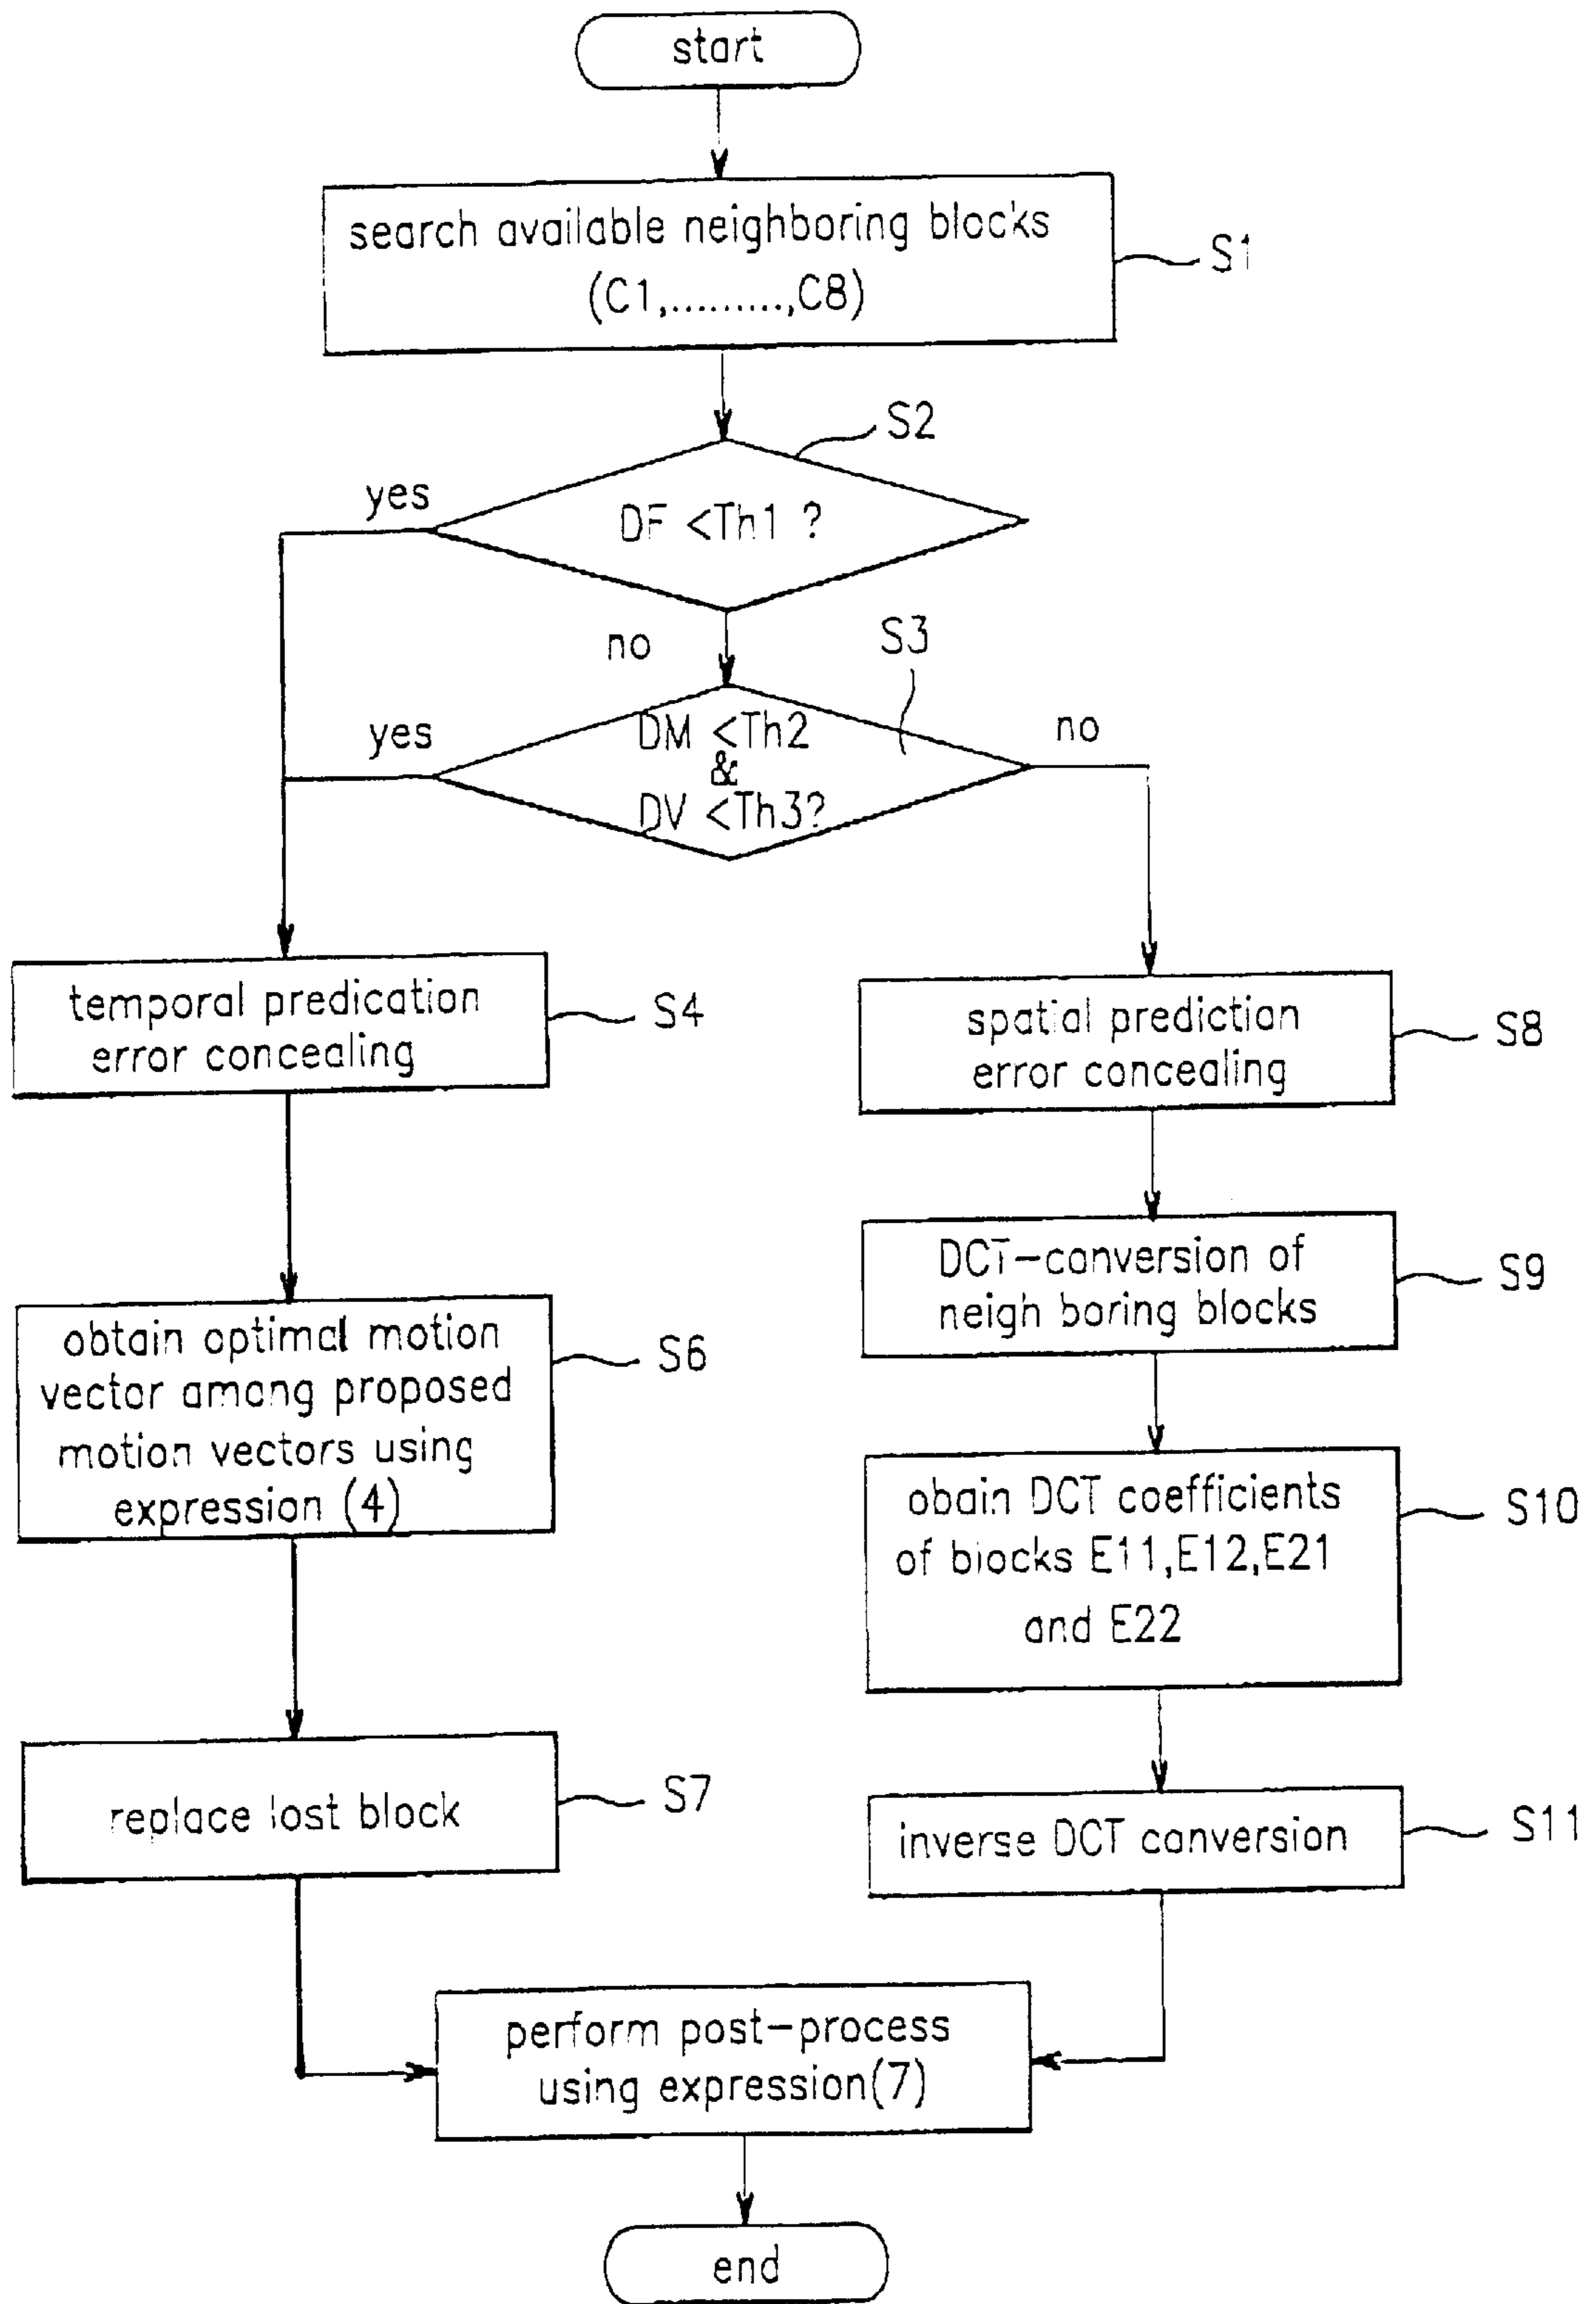 start
search available neighboring blocks
(C1,.........,C8)
S1
S2
yes
DF <Th1 ?
no
S3
yes
DM <Th2
&
DV <Th3?
no
temporal predication
error concealing
S4
spatial prediction
error concealing
S8
DCT-conversion of
neigh boring blocks
S9
obtain optimal motion
vector among proposed
motion vectors using
expression (4)
S6
obain DCT coefficients
of blocks E11,E12,E21
and E22
S10
replace lost block
S7
inverse DCT conversion
S11
perform post-process
using expression(7)
end